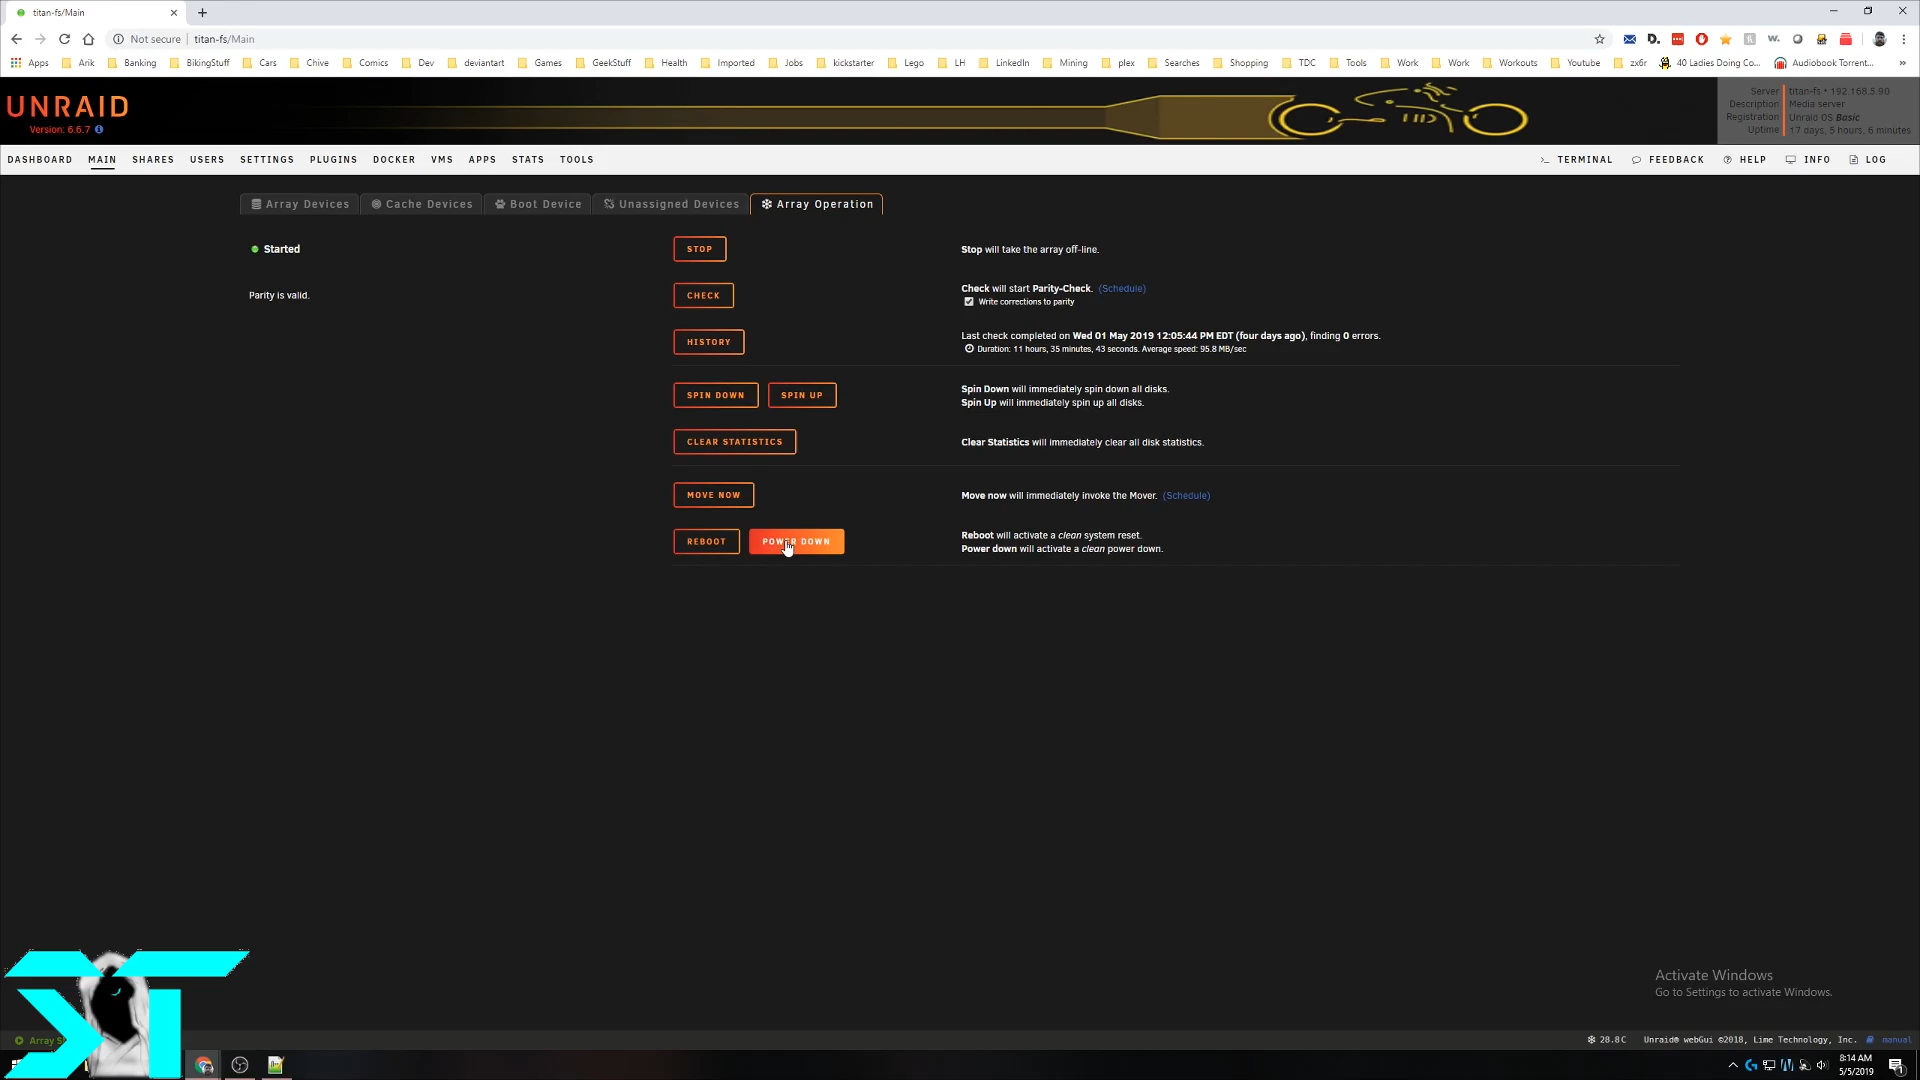 titan-fs/Main
Not secure
titan-fs/Main
Apps
Arik
Banking
BikingStuff
Cars
Chive
Comics
Dev
deviantart
Games
GeekStuff
Health
Imported
Jobs
kickstarter
Lego
LH
LinkedIn
Mining
plex
Searches
Shopping
TDC
Tools
Work
Work
Workouts
Youtube
zx6r
40 Ladies Doing Co...
Audiobook Torrent...
UNRAID
Version: 6.6.7
Server titan-fs • 192.168.5.90
Description Media server
Registration Unraid OS Basic
Uptime 17 days, 5 hours, 6 minutes
DASHBOARD MAIN SHARES USERS SETTINGS PLUGINS DOCKER VMS APPS STATS TOOLS
TERMINAL FEEDBACK HELP INFO LOG
Array Devices
Cache Devices
Boot Device
Unassigned Devices
Array Operation
Started
STOP
Stop will take the array off-line.
Parity is valid.
CHECK
Check will start Parity-Check. (Schedule)
Write corrections to parity
HISTORY
Last check completed on Wed 01 May 2019 12:05:44 PM EDT (four days ago), finding 0 errors.
Duration: 11 hours, 35 minutes, 43 seconds. Average speed: 95.8 MB/sec
SPIN DOWN
SPIN UP
Spin Down will immediately spin down all disks.
Spin Up will immediately spin up all disks.
CLEAR STATISTICS
Clear Statistics will immediately clear all disk statistics.
MOVE NOW
Move now will immediately invoke the Mover. (Schedule)
REBOOT
POWER DOWN
Reboot will activate a clean system reset.
Power down will activate a clean power down.
Activate Windows
Go to Settings to activate Windows.
Array
28.8 C
Unraid® webGui ©2018, Lime Technology, Inc.
manual
8:14 AM
5/5/2019